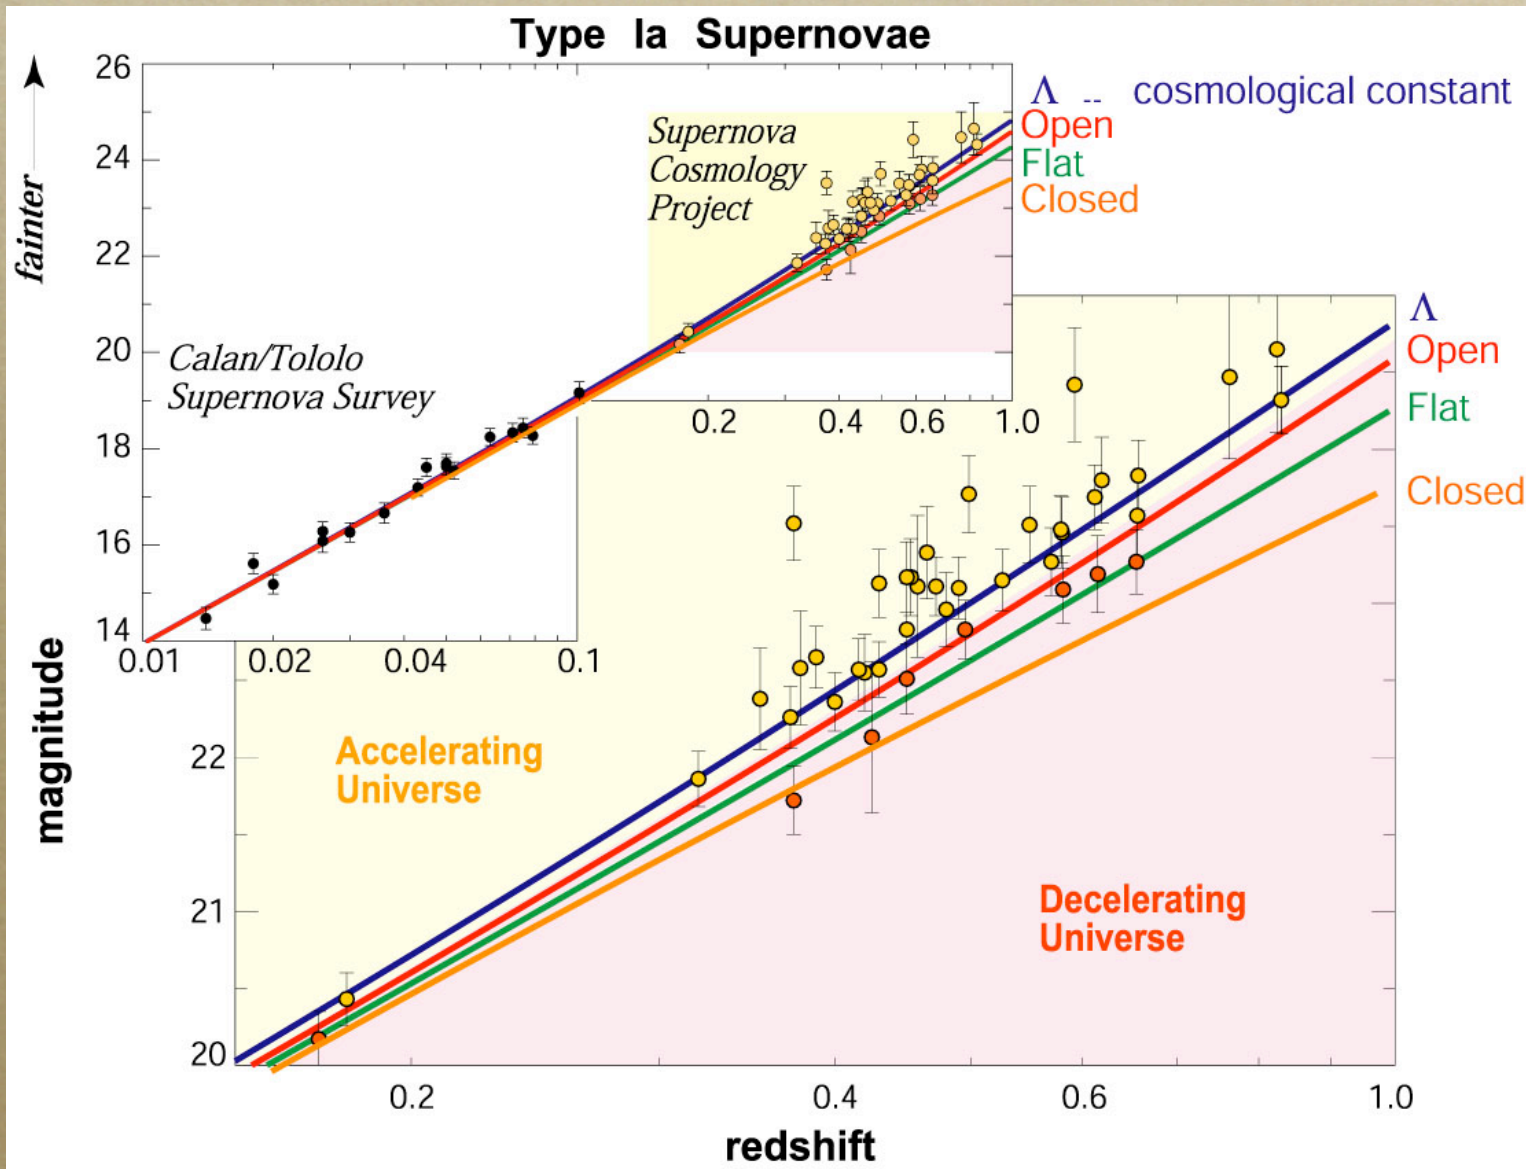 Type Ia Supernovae
fainter
26
24
22
20
18
16
14
Supernova
Cosmology
Project
Calan/Tololo
Supernova Survey
Λ -- cosmological constant
Open
Flat
Closed
0.2
0.4
0.6
1.0
0.01
0.02
0.04
0.1
Λ
Open
Flat
Closed
magnitude
22
21
20
Accelerating
Universe
Decelerating
Universe
0.2
0.4
0.6
1.0
redshift